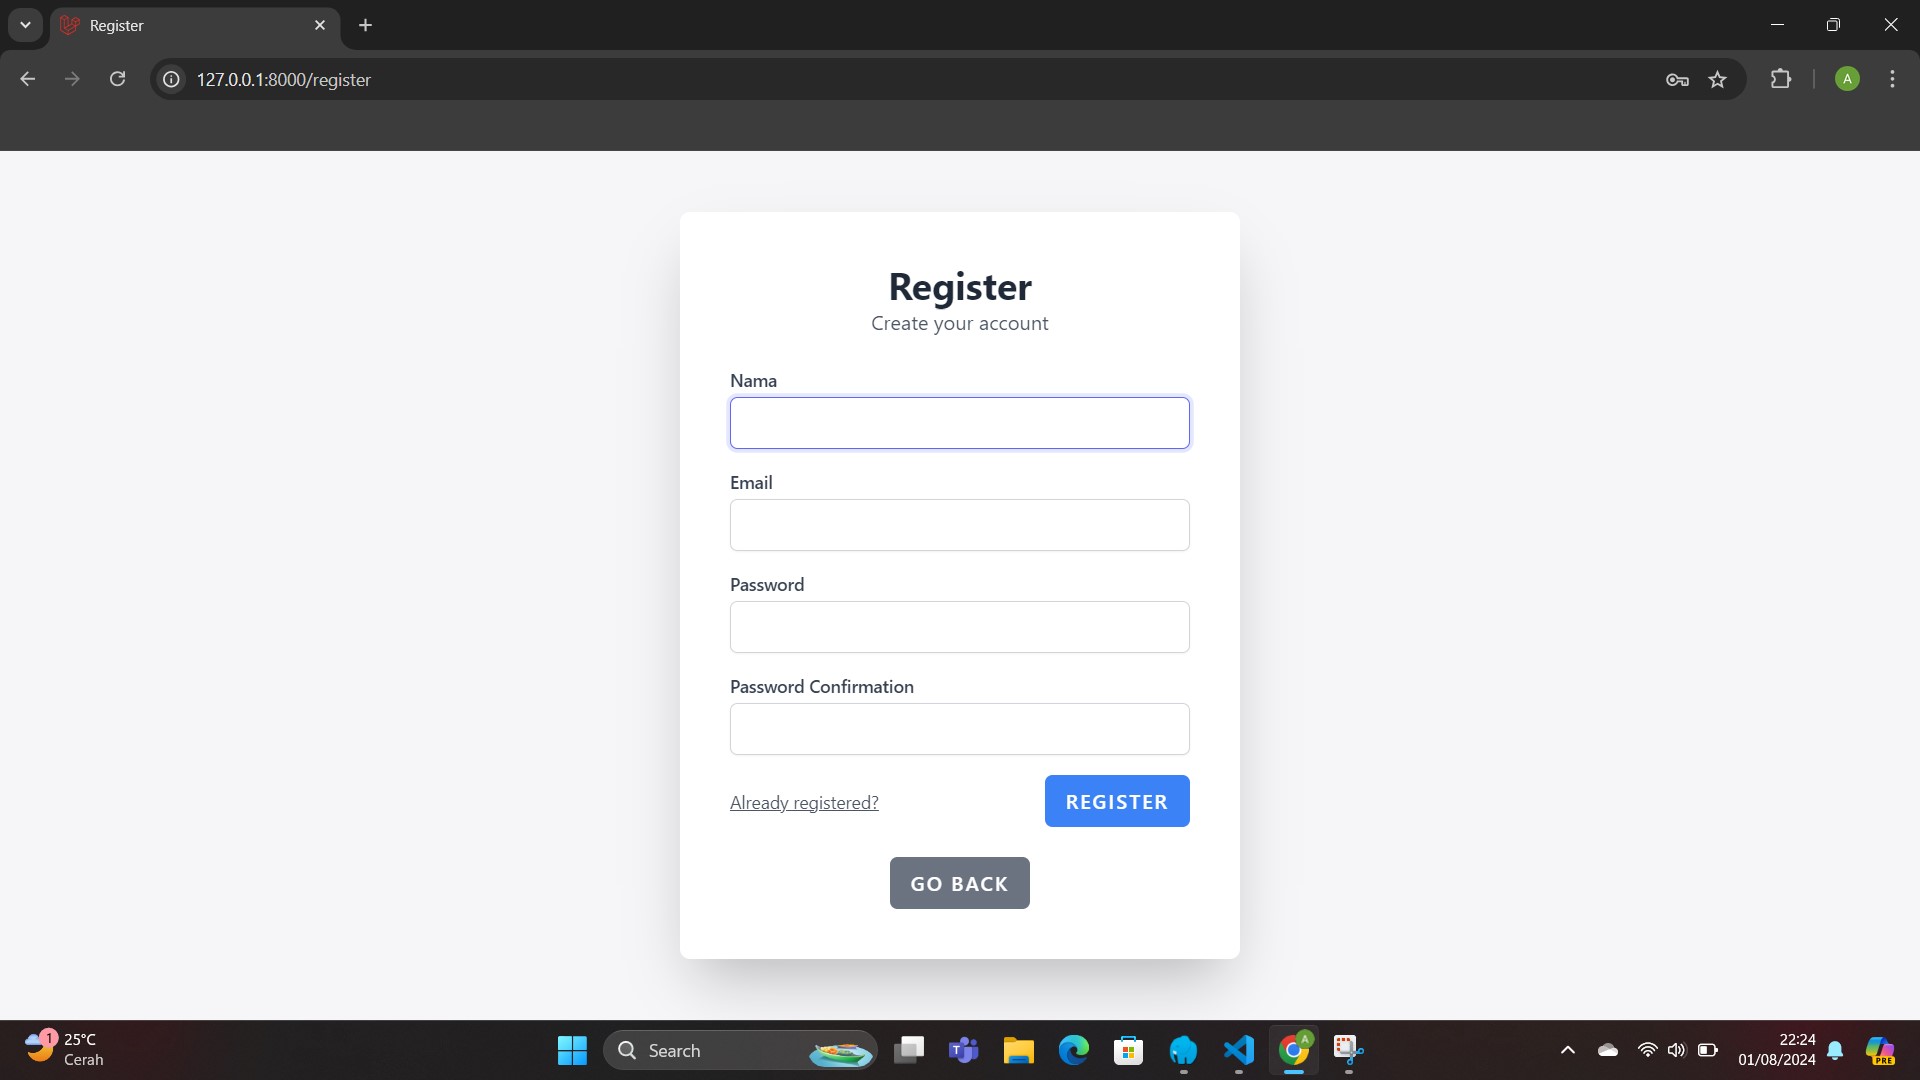 Register
127.0.0.1:8000/register
A
Register
Create your account
Nama
Email
Password
Password Confirmation
Already registered?
REGISTER
GO BACK
1
25°C
Cerah
Search
T
A
22:24
01/08/2024
PRE